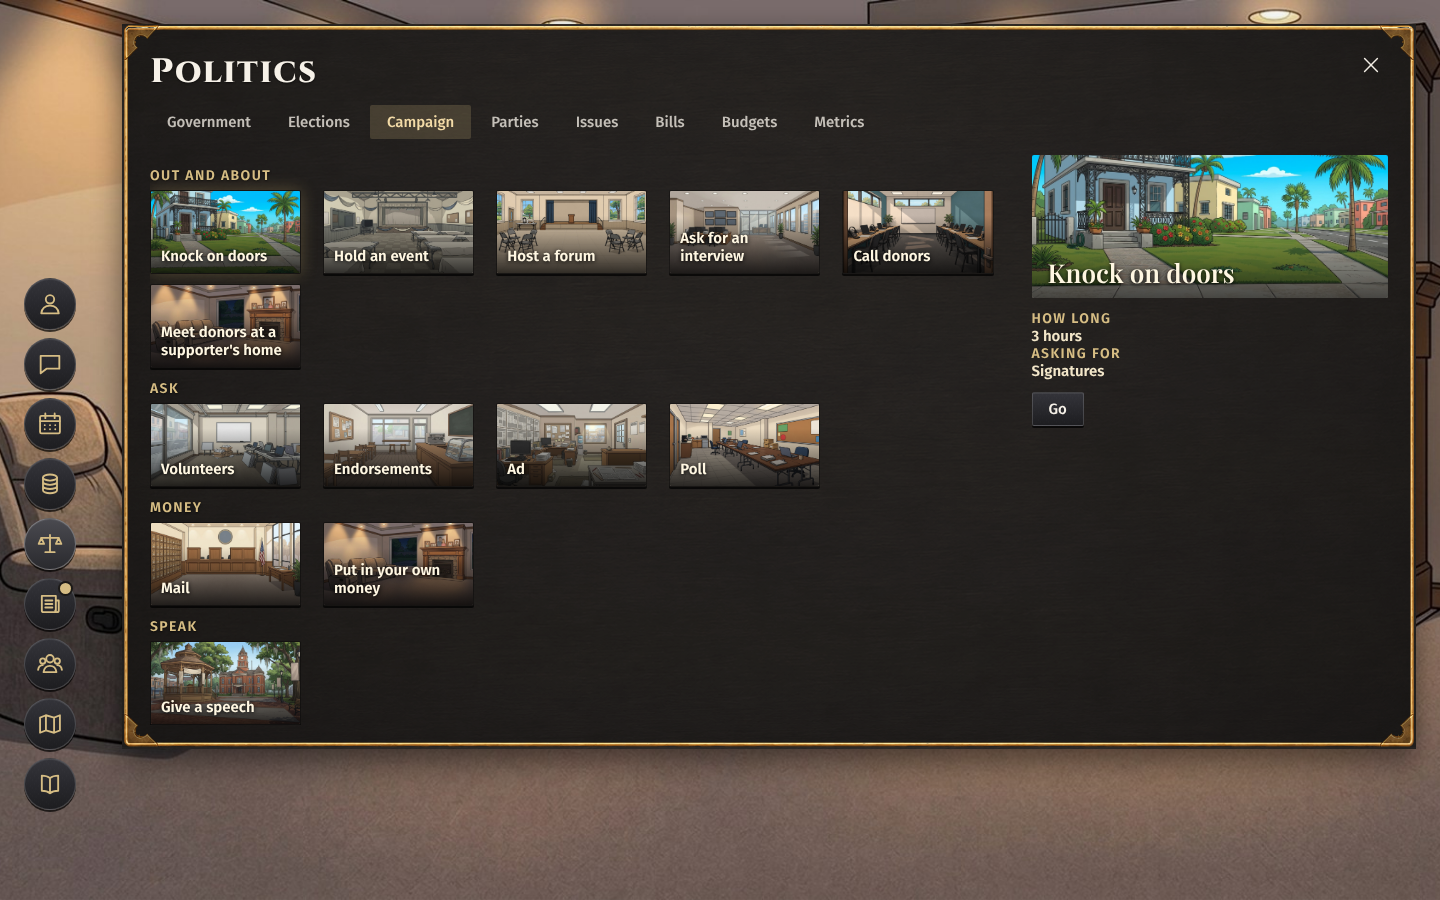 Politics
Government Elections Campaign Parties Issues Bills Budgets Metrics
OUT AND ABOUT
Knock on doors
Hold an event
Host a forum
Ask for an
interview
Call donors
Meet donors at a
supporter's home
ASK
Volunteers
Endorsements
Ad
Poll
MONEY
Mail
Put in your own
money
SPEAK
Give a speech
Knock on doors
HOW LONG
3 hours
ASKING FOR
Signatures
Go